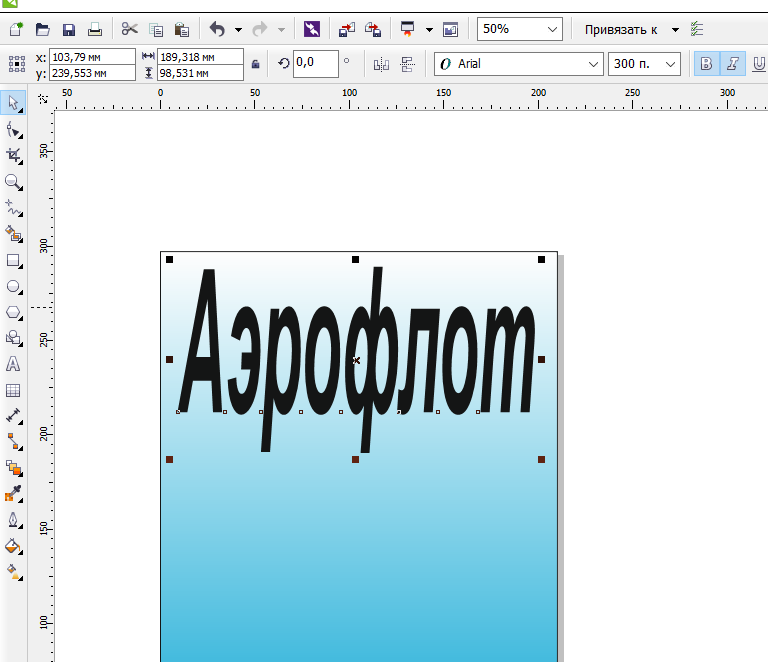 50% Привязать к
x: 103,79 мм 189,318 мм 0,0 ° Arial 300 п. B I U
y: 239,553 мм 98,531 мм
50 0 50 100 150 200 250 300
350
300
250
200
150
100
Аэрофлот